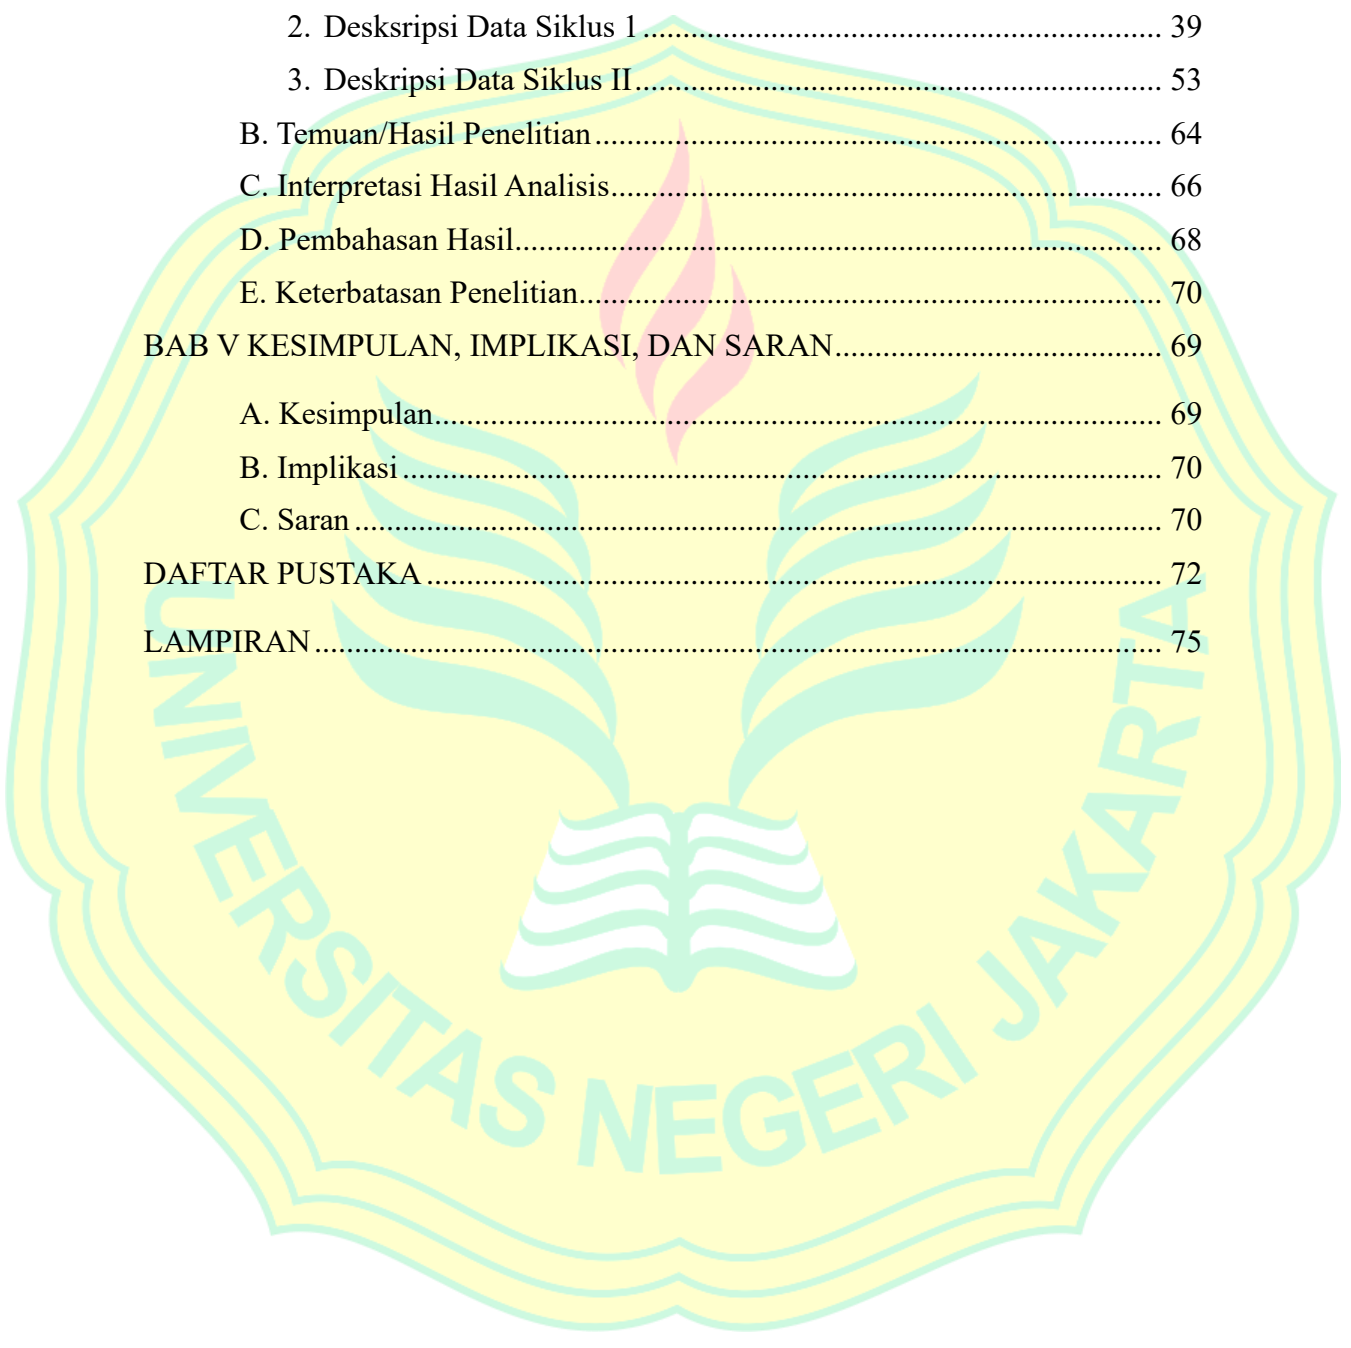 2. Desksripsi Data Siklus 1................................................................. 39
3. Deskripsi Data Siklus II.................................................................. 53
B. Temuan/Hasil Penelitian....................................................................... 64
C. Interpretasi Hasil Analisis..................................................................... 66
D. Pembahasan Hasil................................................................................. 68
E. Keterbatasan Penelitian......................................................................... 70
BAB V KESIMPULAN, IMPLIKASI, DAN SARAN......................................... 69
A. Kesimpulan........................................................................................... 69
B. Implikasi............................................................................................... 70
C. Saran..................................................................................................... 70
DAFTAR PUSTAKA............................................................................................ 72
LAMPIRAN.......................................................................................................... 75
UNIVERSITAS NEGERI JAKARTA